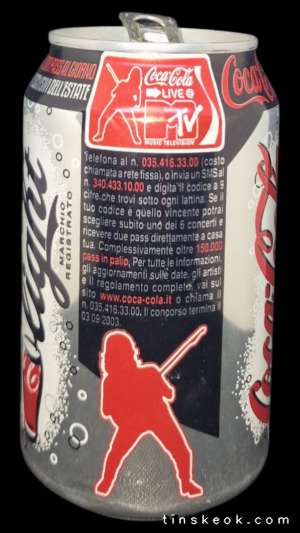 PASS AL GIORNO
DELL'ESTATE
Coca-Cola
LIVE @
MTV
MUSIC TELEVISION
Coca-Cola
Telefona al n. 035.416.33.00 (costo
chiamata a rete fissa), o invia un SMS al
n. 340.433.10.00 e digita il codice a 9
cifre che trovi sotto ogni lattina. Se il
tuo codice è quello vincente potrai
scegliere subito uno dei 6 concerti e
ricevere due pass direttamente a casa
tua. Complessivamente oltre 150.000
pass in palio. Per tutte le informazioni,
gli aggiornamenti sulle date, gli artisti
e il regolamento completo, vai sul
sito www.coca-cola.it o chiama il
n. 035.416.33.00. Il concorso termina il
03 09 2003.
light
MARCHIO
REGISTRATO
Coca-Cola
tinskeok.com